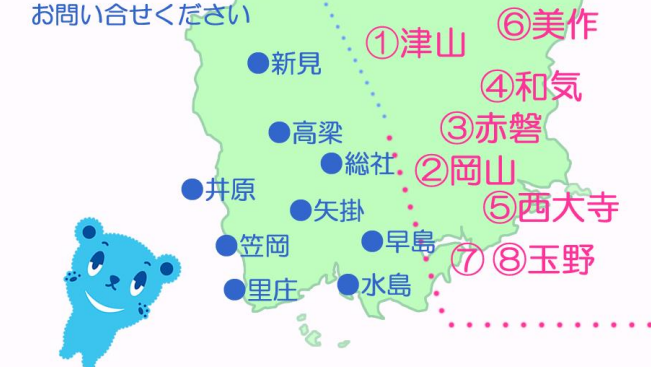 お問い合せください
⑥美作
①津山
●新見
④和気
③赤磐
●高梁
●総社
②岡山
●井原
⑤西大寺
●矢掛
●早島
●笠岡
⑦⑧玉野
●里庄
●水島